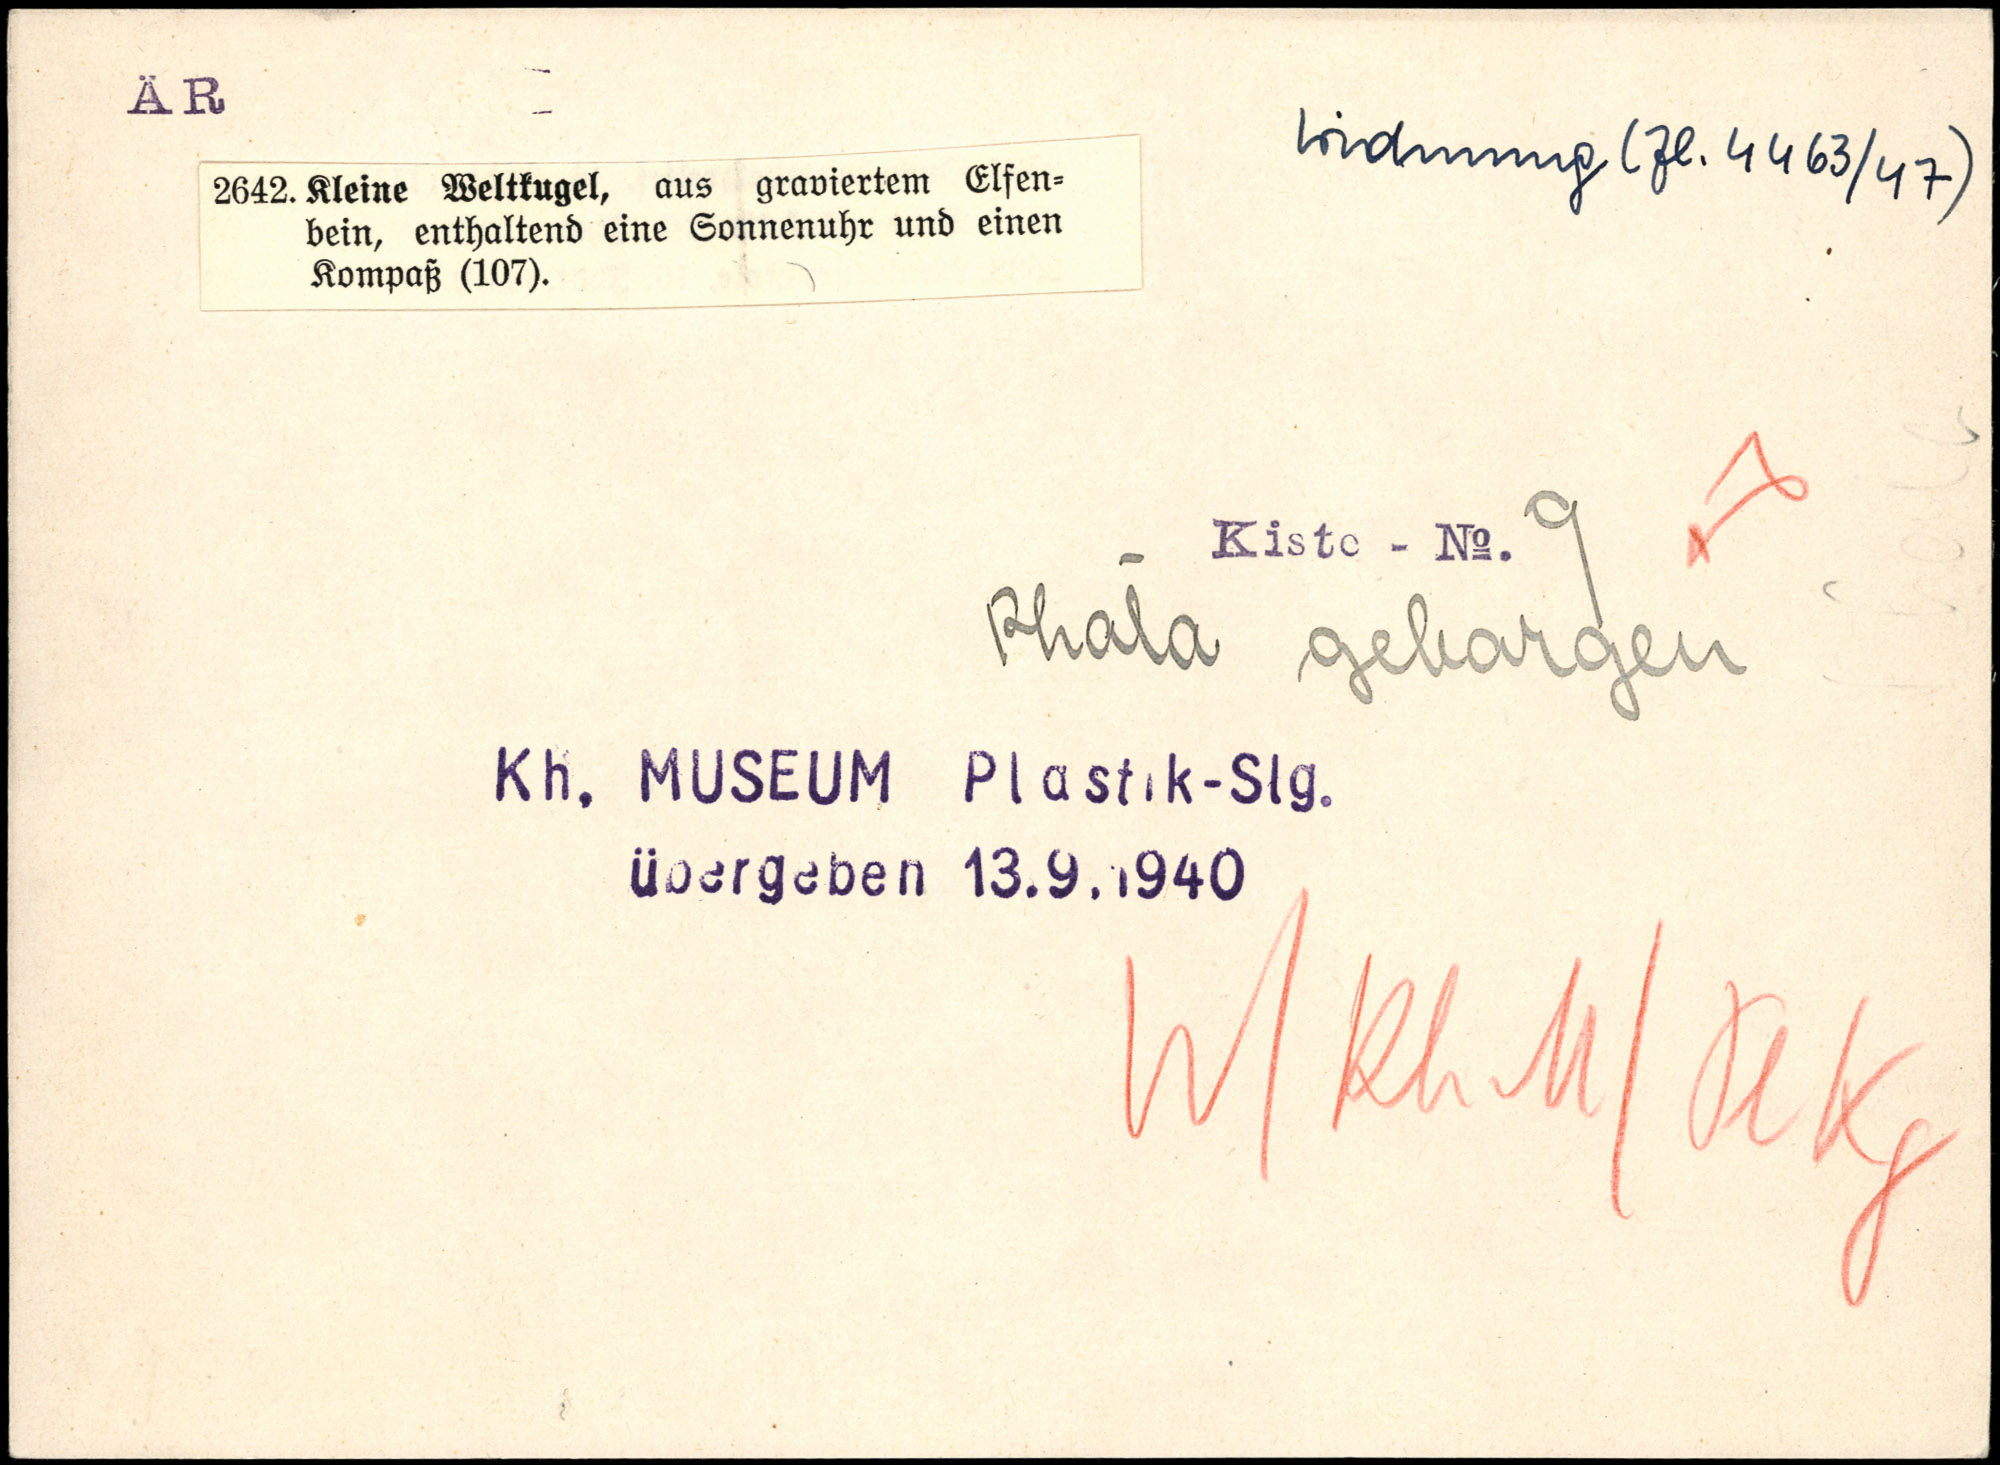 ÄR
Widmung (Zl. 4463/47)
2642. Kleine Weltkugel, aus graviertem Elfen=
bein, enthaltend eine Sonnenuhr und einen
Kompaß (107).
Kiste - No. 9
geborgen
Kh. MUSEUM Plastik-Slg.
übergeben 13.9.1940
W/KhM/